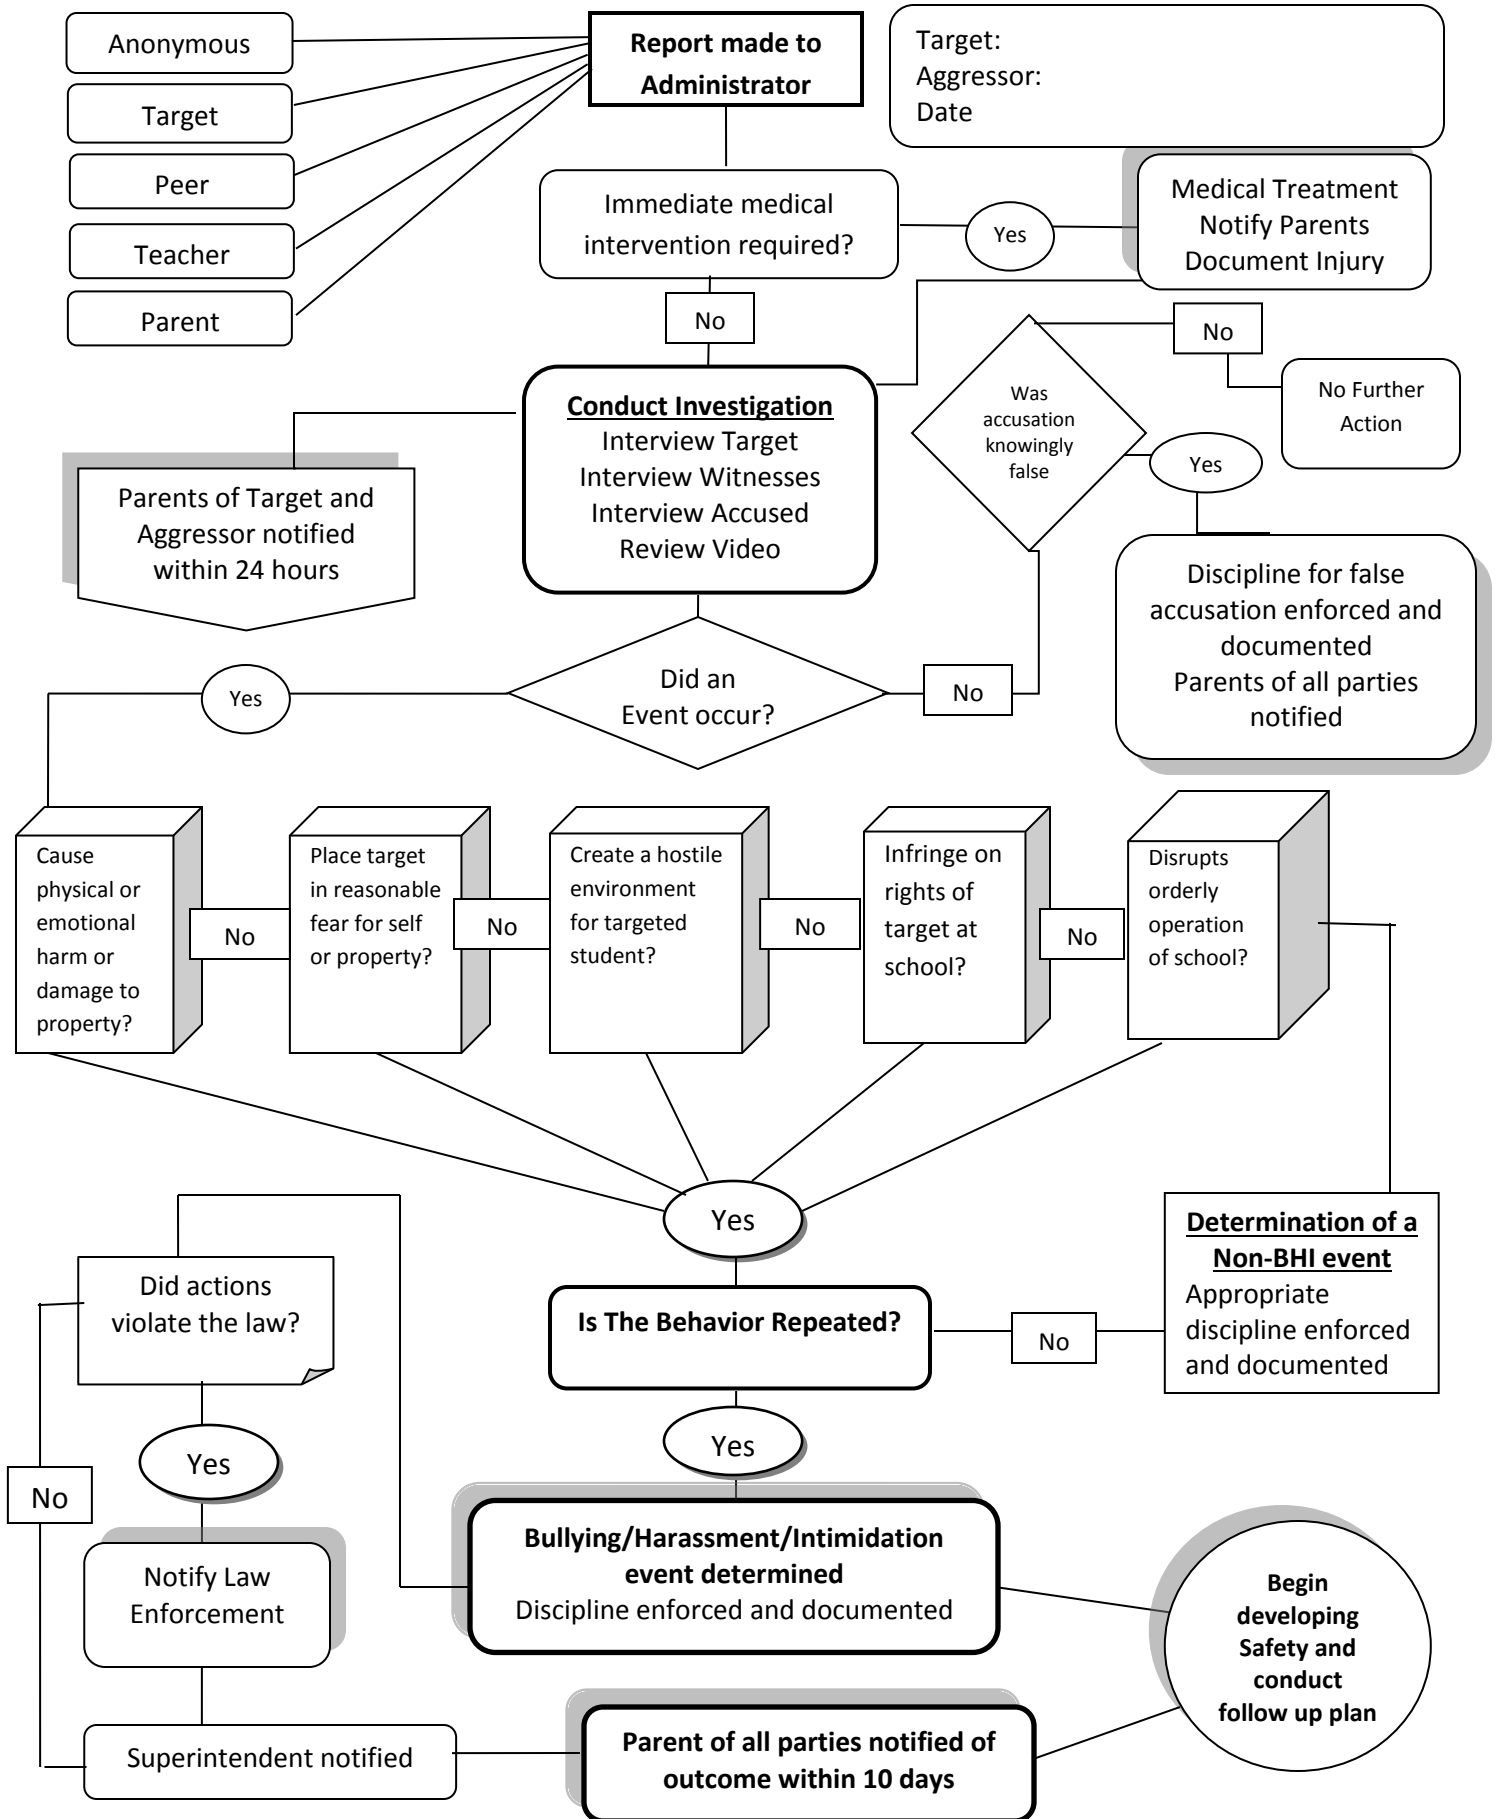 Anonymous
Target
Peer
Teacher
Parent
Report made to
Administrator
Target:
Aggressor:
Date
Immediate medical
intervention required?
Yes
Medical Treatment
Notify Parents
Document Injury
No
Conduct Investigation
Interview Target
Interview Witnesses
Interview Accused
Review Video
Parents of Target and
Aggressor notified
within 24 hours
Was
accusation
knowingly
false
No
No Further
Action
Yes
Discipline for false
accusation enforced and
documented
Parents of all parties
notified
Did an
Event occur?
Yes
No
Cause
physical or
emotional
harm or
damage to
property?
No
Place target
in reasonable
fear for self
or property?
No
Create a hostile
environment
for targeted
student?
No
Infringe on
rights of
target at
school?
No
Disrupts
orderly
operation
of school?
Yes
Determination of a
Non-BHI event
Appropriate
discipline enforced
and documented
Is The Behavior Repeated?
No
Yes
Did actions
violate the law?
Yes
No
Notify Law
Enforcement
Bullying/Harassment/Intimidation
event determined
Discipline enforced and documented
Begin
developing
Safety and
conduct
follow up plan
Superintendent notified
Parent of all parties notified of
outcome within 10 days